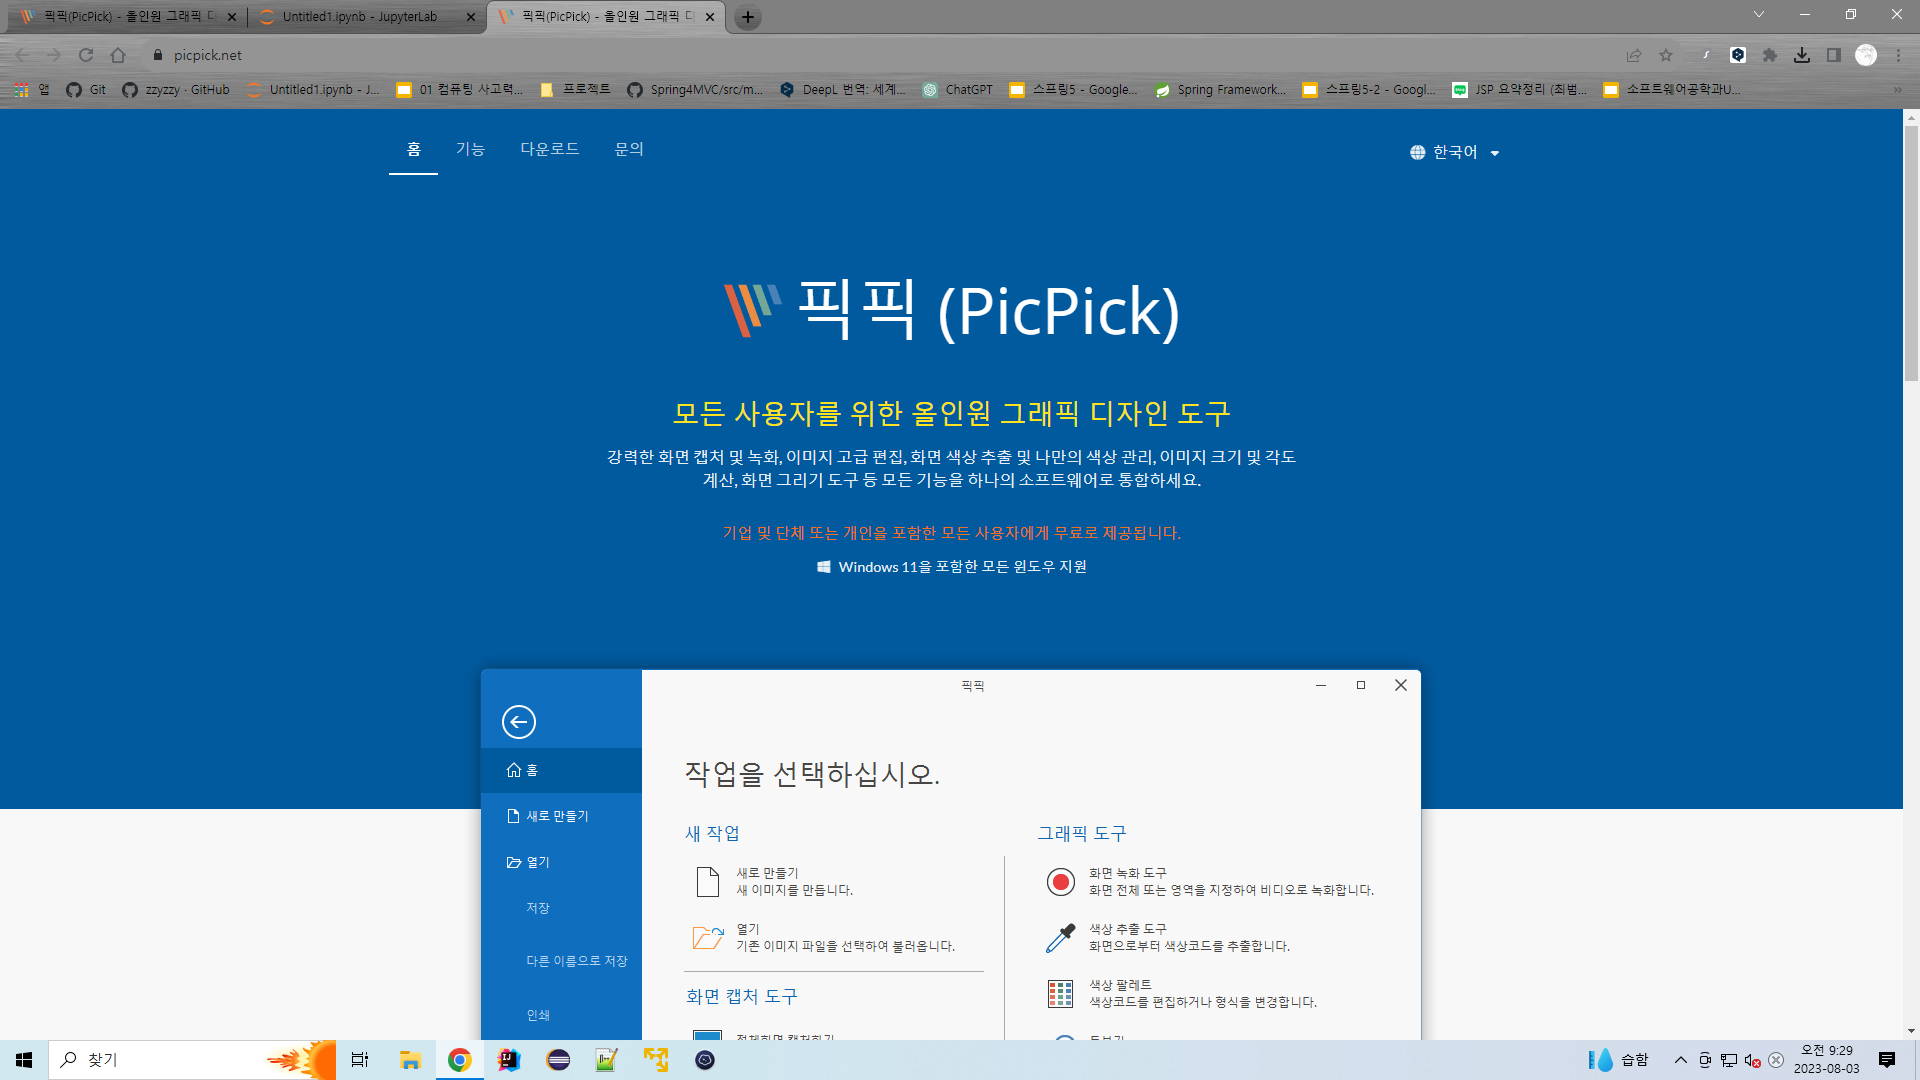 픽픽(PicPick) - 올인원 그래픽 디
Untitled1.ipynb - JupyterLab
픽픽(PicPick) - 올인원 그래픽 디
picpick.net
앱
Git
zzyzzy · GitHub
Untitled1.ipynb - J...
01 컴퓨팅 사고력...
프로젝트
Spring4MVC/src/m...
DeepL 번역: 세계...
ChatGPT
스프링5 - Google...
Spring Framework...
스프링5-2 - Googl...
JSP 요약정리 (최범...
소프트웨어공학과U...
홈
기능
다운로드
문의
한국어
픽픽 (PicPick)
모든 사용자를 위한 올인원 그래픽 디자인 도구
강력한 화면 캡처 및 녹화, 이미지 고급 편집, 화면 색상 추출 및 나만의 색상 관리, 이미지 크기 및 각도
계산, 화면 그리기 도구 등 모든 기능을 하나의 소프트웨어로 통합하세요.
기업 및 단체 또는 개인을 포함한 모든 사용자에게 무료로 제공됩니다.
Windows 11을 포함한 모든 윈도우 지원
픽픽
홈
새로 만들기
열기
저장
다른 이름으로 저장
인쇄
작업을 선택하십시오.
새 작업
새로 만들기
새 이미지를 만듭니다.
열기
기존 이미지 파일을 선택하여 불러옵니다.
화면 캡처 도구
그래픽 도구
화면 녹화 도구
화면 전체 또는 영역을 지정하여 비디오로 녹화합니다.
색상 추출 도구
화면으로부터 색상코드를 추출합니다.
색상 팔레트
색상코드를 편집하거나 형식을 변경합니다.
찾기
습함
오전 9:29
2023-08-03